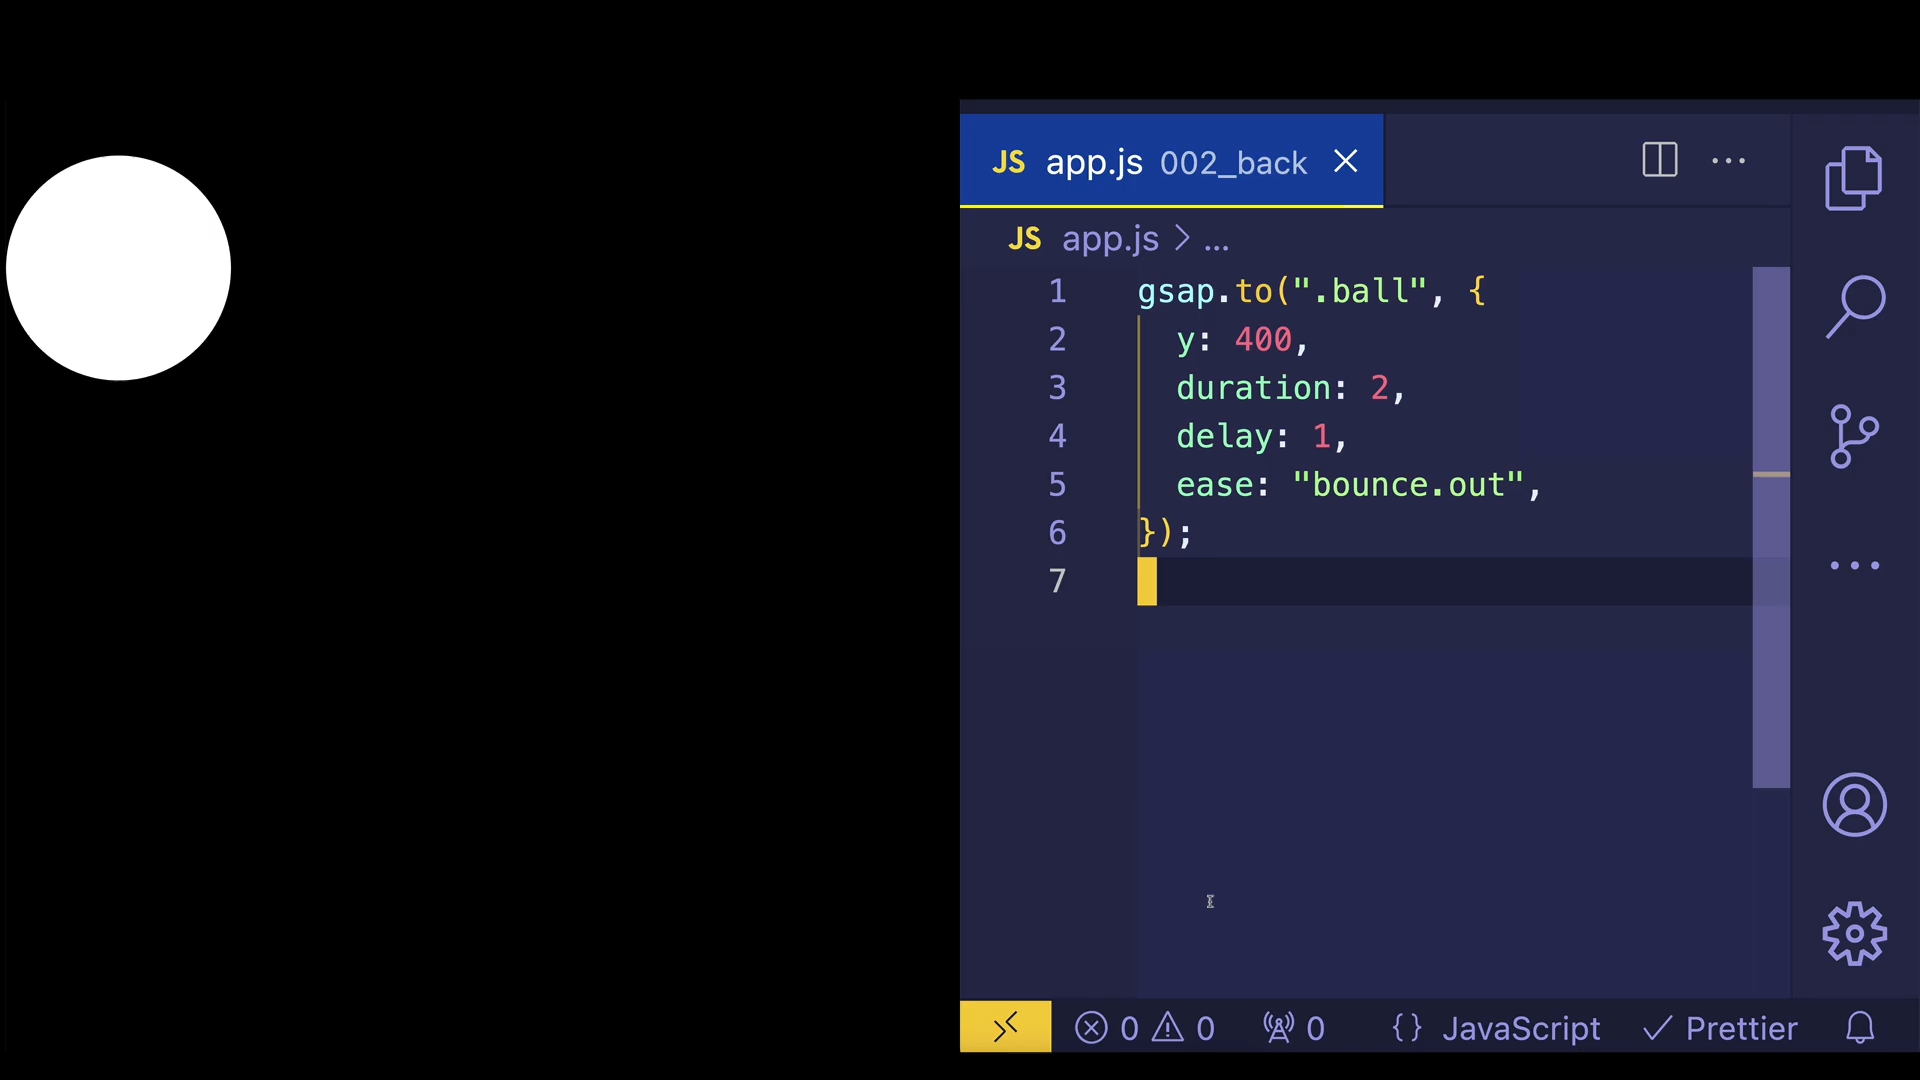 JS app.js 002_back
JS app.js > ...
1 gsap.to(".ball", {
2   y: 400,
3   duration: 2,
4   delay: 1,
5   ease: "bounce.out",
6 });
7
0 0 0 {} JavaScript Prettier